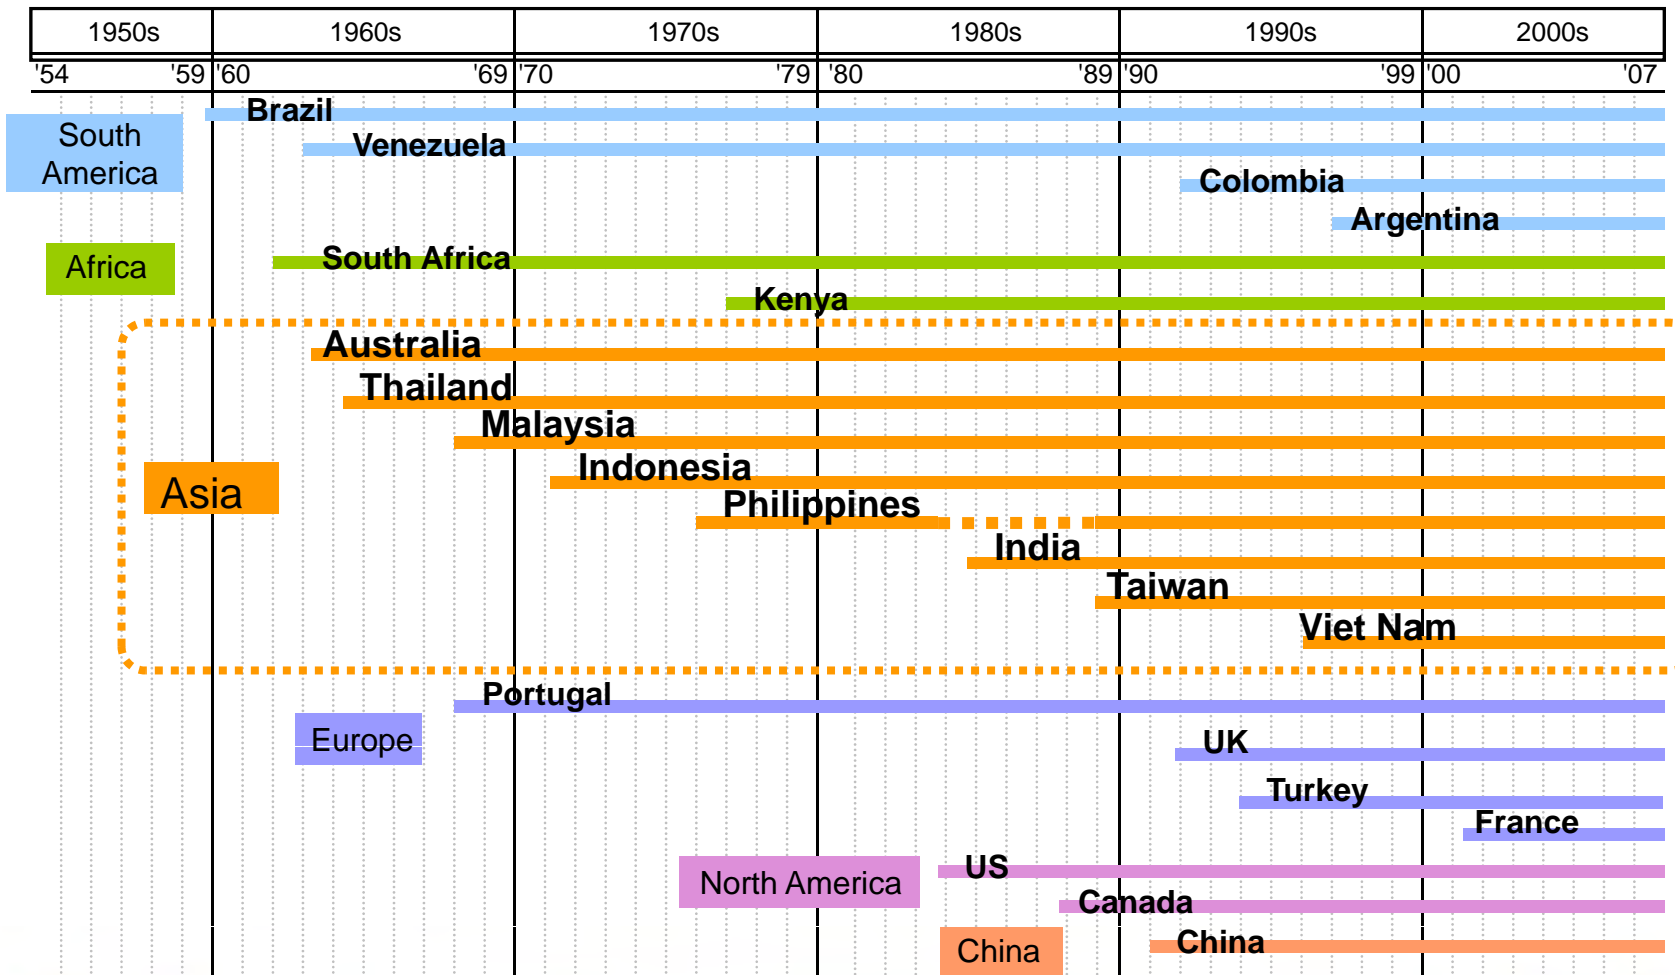 1950s 1960s 1970s 1980s 1990s 2000s
'54 '59 '60 '69 '70 '79 '80 '89 '90 '99 '00 '07
Brazil
South
America
Venezuela
Colombia
Argentina
Africa
South Africa
Kenya
Australia
Thailand
Malaysia
Indonesia
Asia
Philippines
India
Taiwan
Viet Nam
Portugal
Europe
UK
Turkey
France
US
North America
Canada
China
China